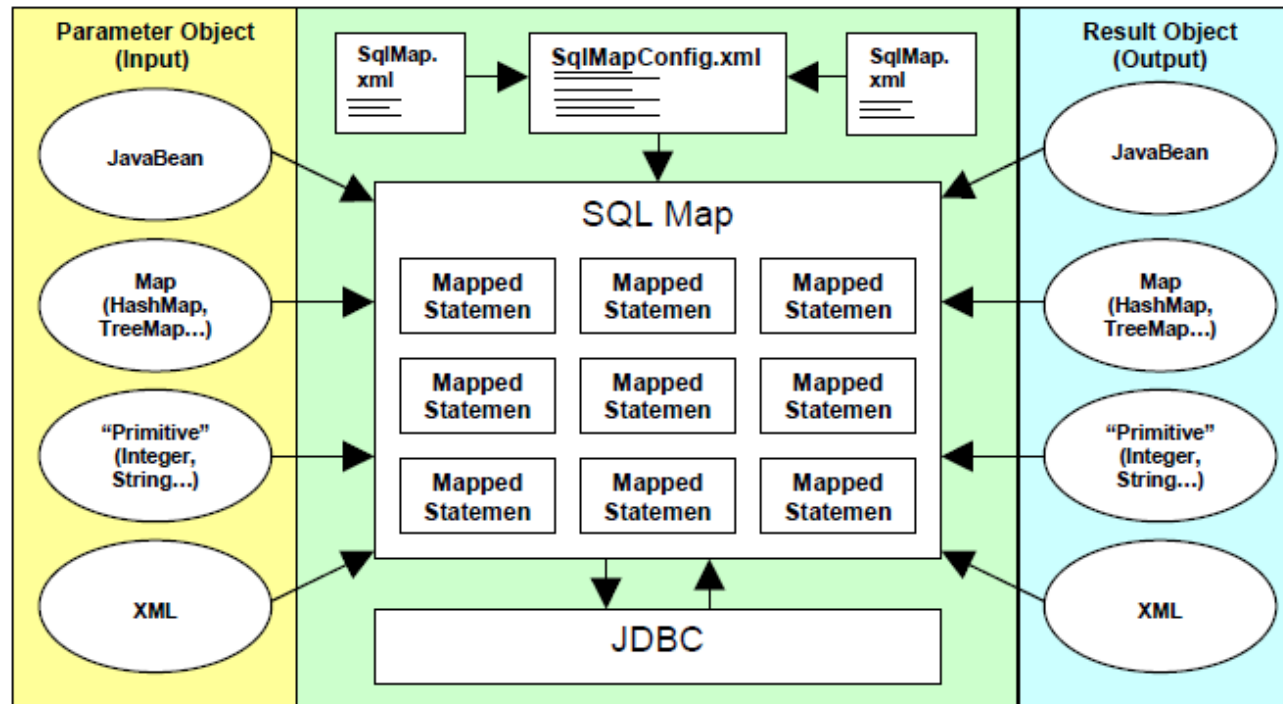 Parameter Object
(Input)
JavaBean
Map
(HashMap,
TreeMap…)
“Primitive”
(Integer,
String…)
XML
SqlMap.
xml
SqlMapConfig.xml
SqlMap.
xml
SQL Map
Mapped
Statemen
Mapped
Statemen
Mapped
Statemen
Mapped
Statemen
Mapped
Statemen
Mapped
Statemen
Mapped
Statemen
Mapped
Statemen
Mapped
Statemen
JDBC
Result Object
(Output)
JavaBean
Map
(HashMap,
TreeMap…)
“Primitive”
(Integer,
String…)
XML